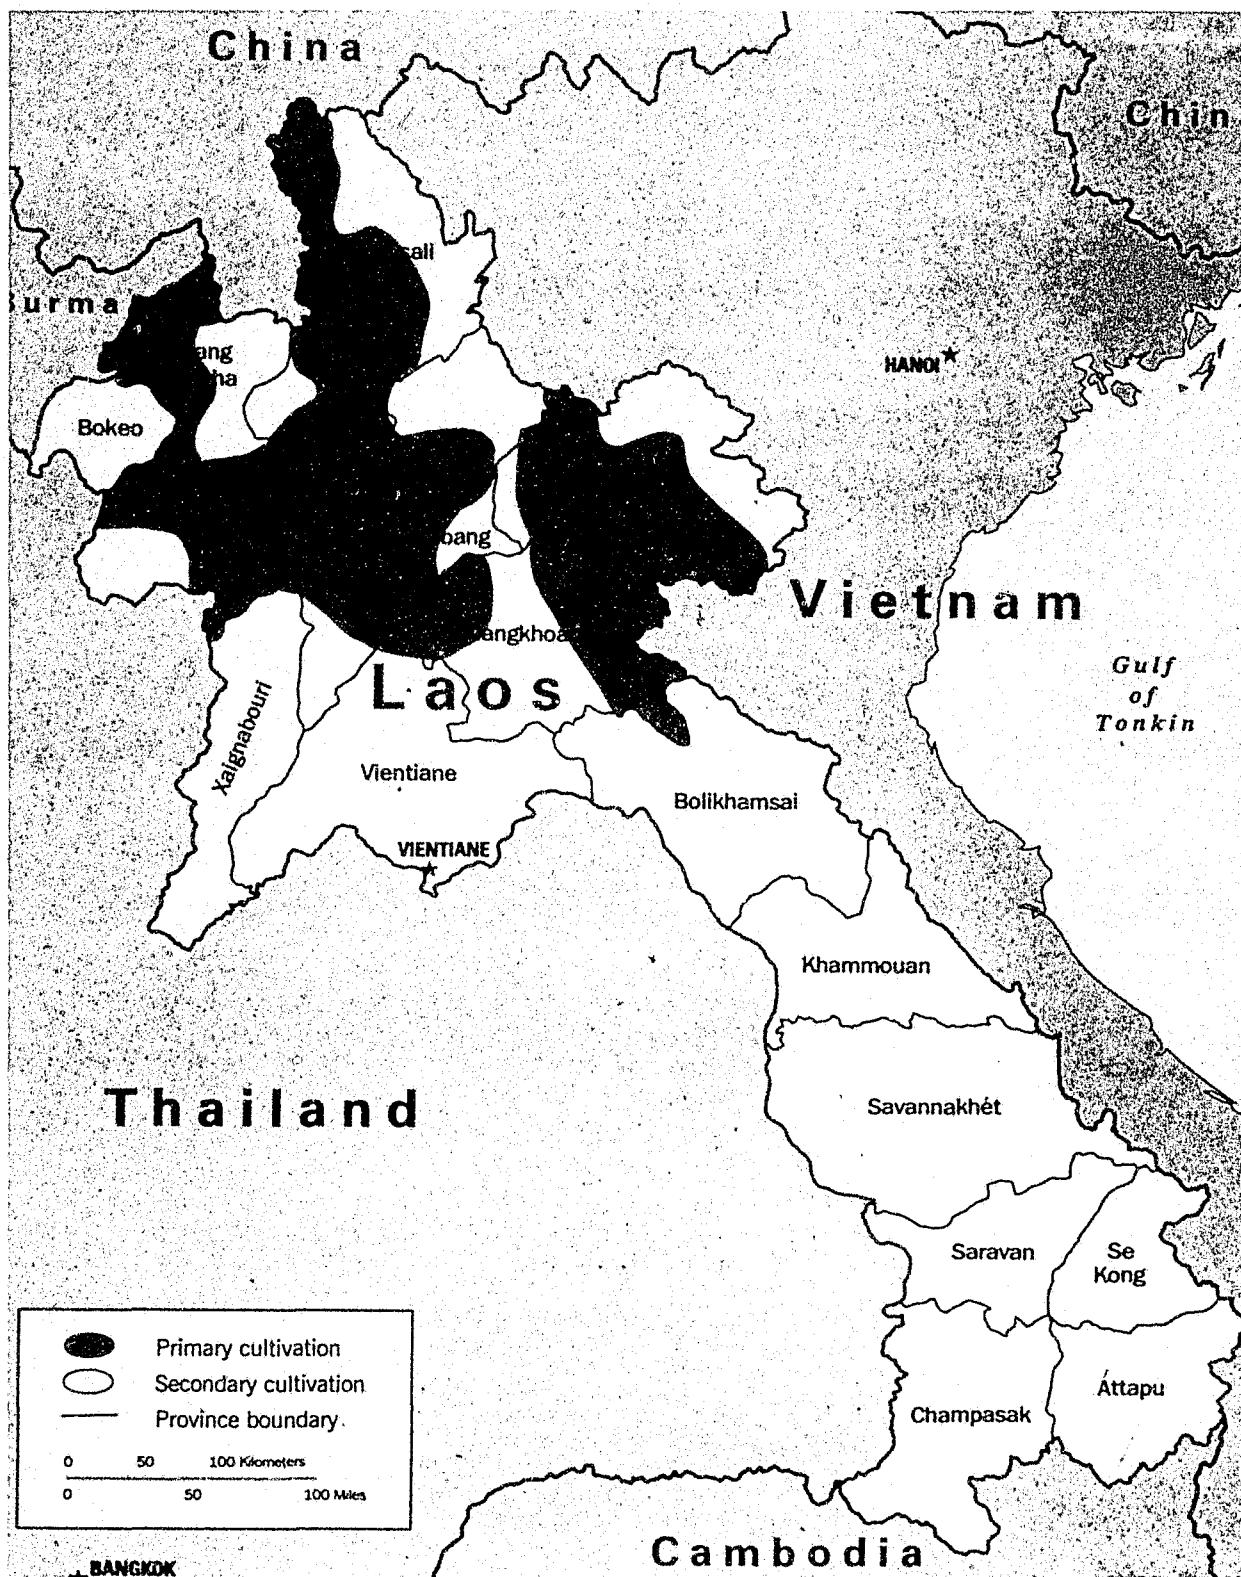 China
Chin
sali
Burma
HANOI
ang
ha
Bokeo
bang
Vietnam
angkhoa
Gulf
of
Tonkin
Laos
Xaignabouri
Vientiane
Bolikhamsai
VIENTIANE
Khammouan
Thailand
Savannakhét
Saravan
Se
Kong
Primary cultivation
Secondary cultivation
Province boundary
Áttapu
Champasak
0 50 100 Kilometers
0 50 100 Miles
Cambodia
BANGKOK